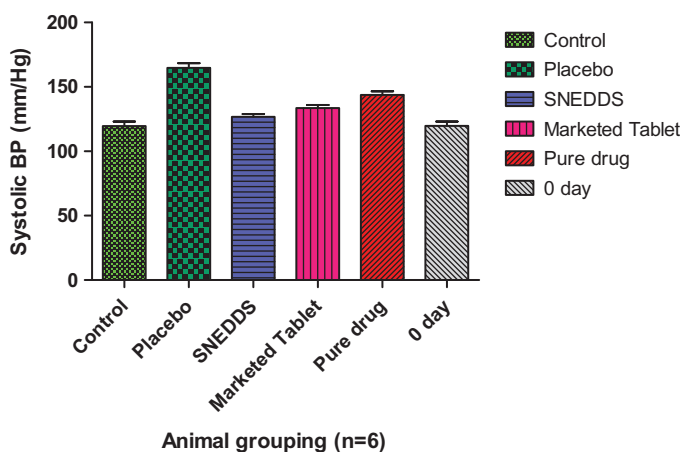 Systolic BP (mm/Hg)
200
150
100
50
0
Control
Placebo
SNEDDS
Marketed Tablet
Pure drug
0 day
Animal grouping (n=6)
Control
Placebo
SNEDDS
Marketed Tablet
Pure drug
0 day